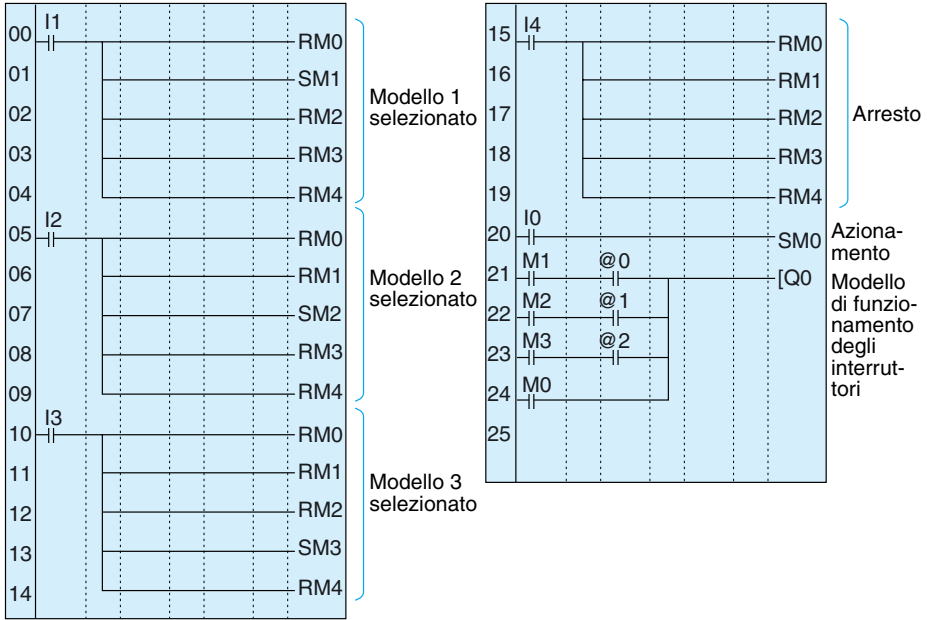 00 I1 RM0
01 SM1
02 RM2
03 RM3
04 RM4
Modello 1
selezionato
05 I2 RM0
06 RM1
07 SM2
08 RM3
09 RM4
Modello 2
selezionato
10 I3 RM0
11 RM1
12 RM2
13 SM3
14 RM4
Modello 3
selezionato
15 I4 RM0
16 RM1
17 RM2
18 RM3
19 RM4
Arresto
20 I0 SM0
Aziona-
mento
21 M1 @0 [Q0
22 M2 @1
23 M3 @2
24 M0
25
Modello
di funzio-
namento
degli
interrut-
tori